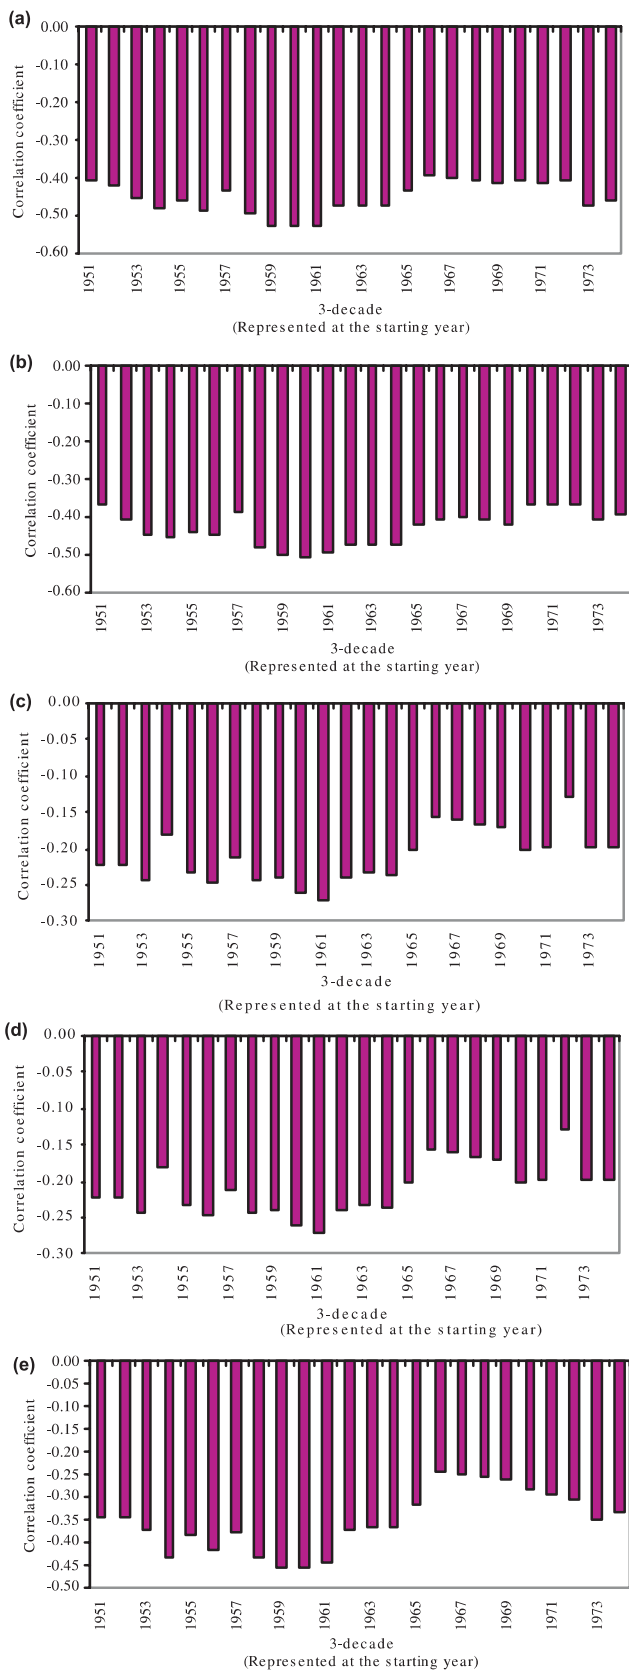 (a)
0.00
-0.10
-0.20
-0.30
-0.40
-0.50
-0.60
Correlation coefficient
1951 1953 1955 1957 1959 1961 1963 1965 1967 1969 1971 1973
3-decade
(Represented at the starting year)
(b)
0.00
-0.10
-0.20
-0.30
-0.40
-0.50
-0.60
Correlation coefficient
1951 1953 1955 1957 1959 1961 1963 1965 1967 1969 1971 1973
3-decade
(Represented at the starting year)
(c)
0.00
-0.05
-0.10
-0.15
-0.20
-0.25
-0.30
Correlation coefficient
1951 1953 1955 1957 1959 1961 1963 1965 1967 1969 1971 1973
3-decade
(Represented at the starting year)
(d)
0.00
-0.05
-0.10
-0.15
-0.20
-0.25
-0.30
Correlation coefficient
1951 1953 1955 1957 1959 1961 1963 1965 1967 1969 1971 1973
3-decade
(Represented at the starting year)
(e)
0.00
-0.05
-0.10
-0.15
-0.20
-0.25
-0.30
-0.35
-0.40
-0.45
-0.50
Correlation coefficient
1951 1953 1955 1957 1959 1961 1963 1965 1967 1969 1971 1973
3-decade
(Represented at the starting year)